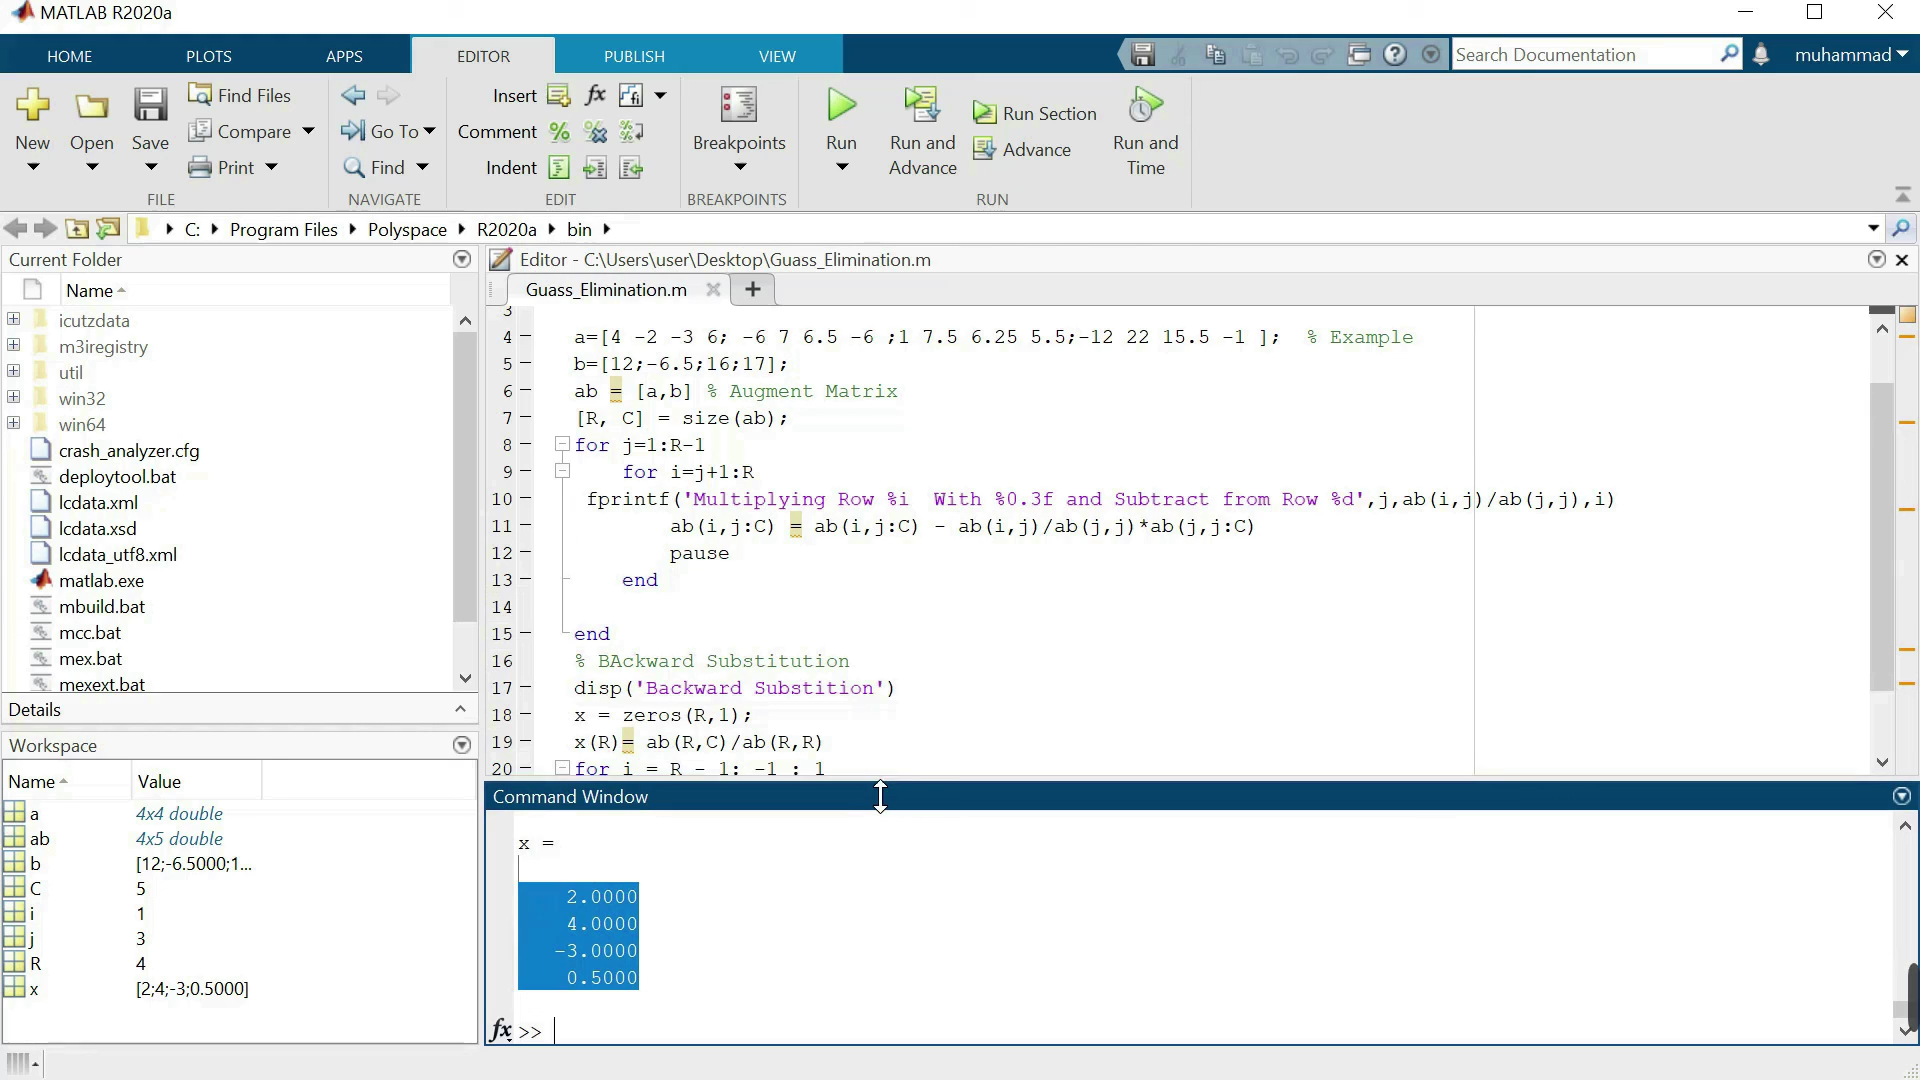 MATLAB R2020a
HOME PLOTS APPS EDITOR PUBLISH VIEW
Search Documentation
muhammad
New
Open
Save
Find Files
Compare
Print
FILE
Go To
Find
NAVIGATE
Insert
Comment
Indent
EDIT
Breakpoints
BREAKPOINTS
Run
Run and Advance
Run Section
Advance
Run and Time
RUN
C: Program Files Polyspace R2020a bin
Current Folder
Name
icutzdata
m3iregistry
util
win32
win64
crash_analyzer.cfg
deploytool.bat
lcdata.xml
lcdata.xsd
lcdata_utf8.xml
matlab.exe
mbuild.bat
mcc.bat
mex.bat
mexext.bat
Details
Workspace
Name Value
a 4x4 double
ab 4x5 double
b [12;-6.5000;1...
C 5
i 1
j 3
R 4
x [2;4;-3;0.5000]
Editor - C:\Users\user\Desktop\Guass_Elimination.m
Guass_Elimination.m
3
4 a=[4 -2 -3 6; -6 7 6.5 -6 ;1 7.5 6.25 5.5;-12 22 15.5 -1 ]; % Example
5 b=[12;-6.5;16;17];
6 ab = [a,b] % Augment Matrix
7 [R, C] = size(ab);
8 for j=1:R-1
9 for i=j+1:R
10 fprintf('Multiplying Row %i With %0.3f and Subtract from Row %d',j,ab(i,j)/ab(j,j),i)
11 ab(i,j:C) = ab(i,j:C) - ab(i,j)/ab(j,j)*ab(j,j:C)
12 pause
13 end
14
15 end
16 % BAckward Substitution
17 disp('Backward Substition')
18 x = zeros(R,1);
19 x(R)= ab(R,C)/ab(R,R)
20 for i = R - 1: -1 : 1
Command Window
x =
2.0000
4.0000
-3.0000
0.5000
fx >>